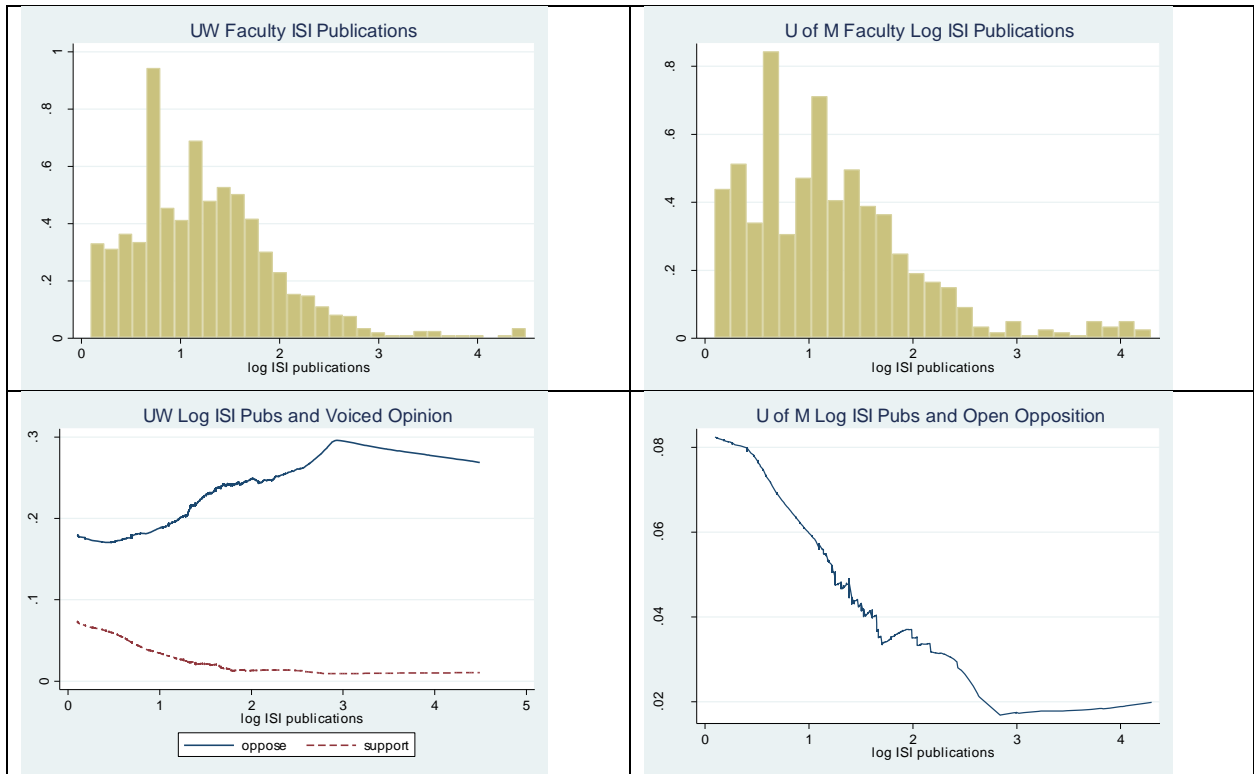 UW Faculty ISI Publications
1
.8
.6
.4
.2
0
0 1 2 3 4
log ISI publications
U of M Faculty Log ISI Publications
.8
.6
.4
.2
0
0 1 2 3 4
log ISI publications
UW Log ISI Pubs and Voiced Opinion
.3
.2
.1
0
0 1 2 3 4 5
log ISI publications
oppose support
U of M Log ISI Pubs and Open Opposition
.08
.06
.04
.02
0 1 2 3 4
log ISI publications